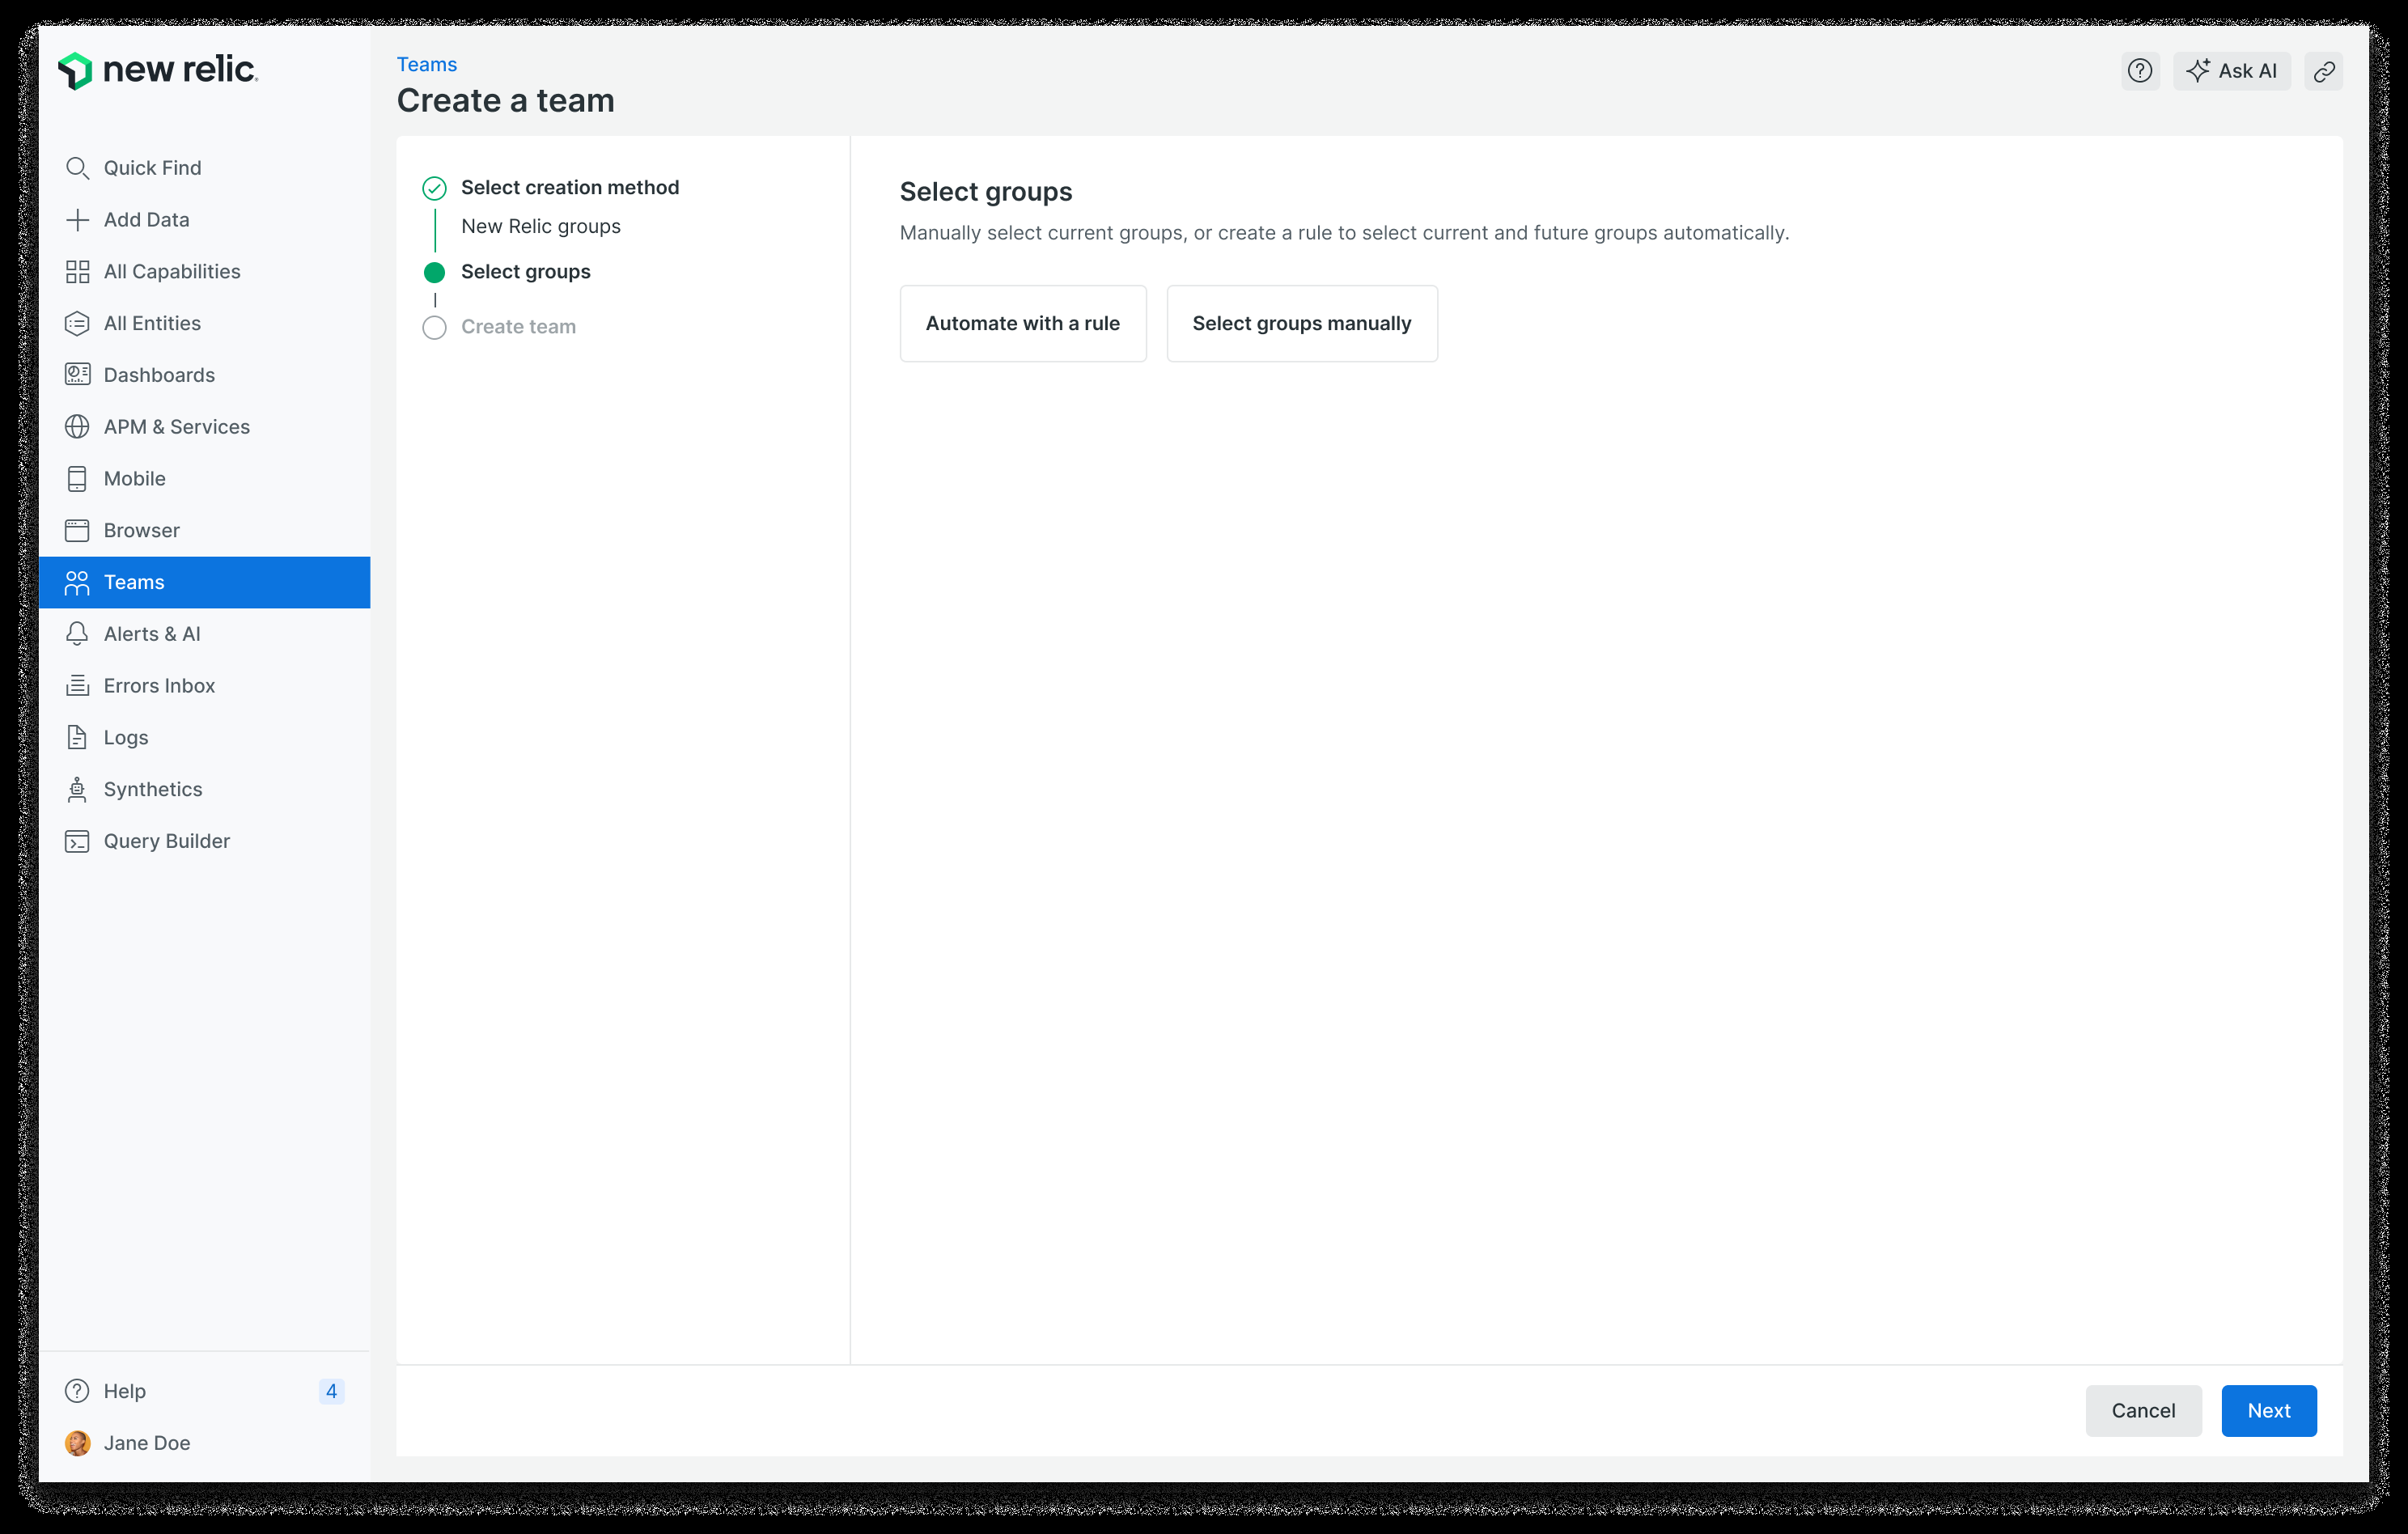 new relic.
Quick Find
Add Data
All Capabilities
All Entities
Dashboards
APM & Services
Mobile
Browser
Teams
Alerts & AI
Errors Inbox
Logs
Synthetics
Query Builder
Help
4
Jane Doe
Teams
Create a team
Ask AI
Select creation method
New Relic groups
Select groups
Create team
Select groups
Manually select current groups, or create a rule to select current and future groups automatically.
Automate with a rule
Select groups manually
Cancel
Next